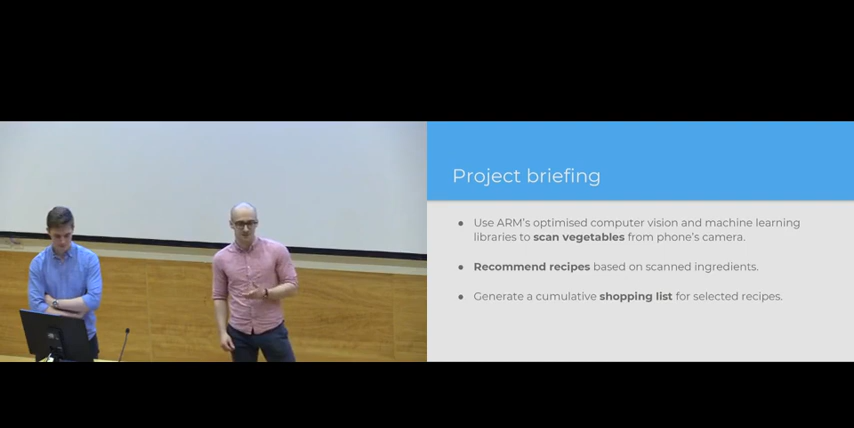 Project briefing
● Use ARM's optimised computer vision and machine learning
libraries to scan vegetables from phone's camera.
● Recommend recipes based on scanned ingredients.
● Generate a cumulative shopping list for selected recipes.